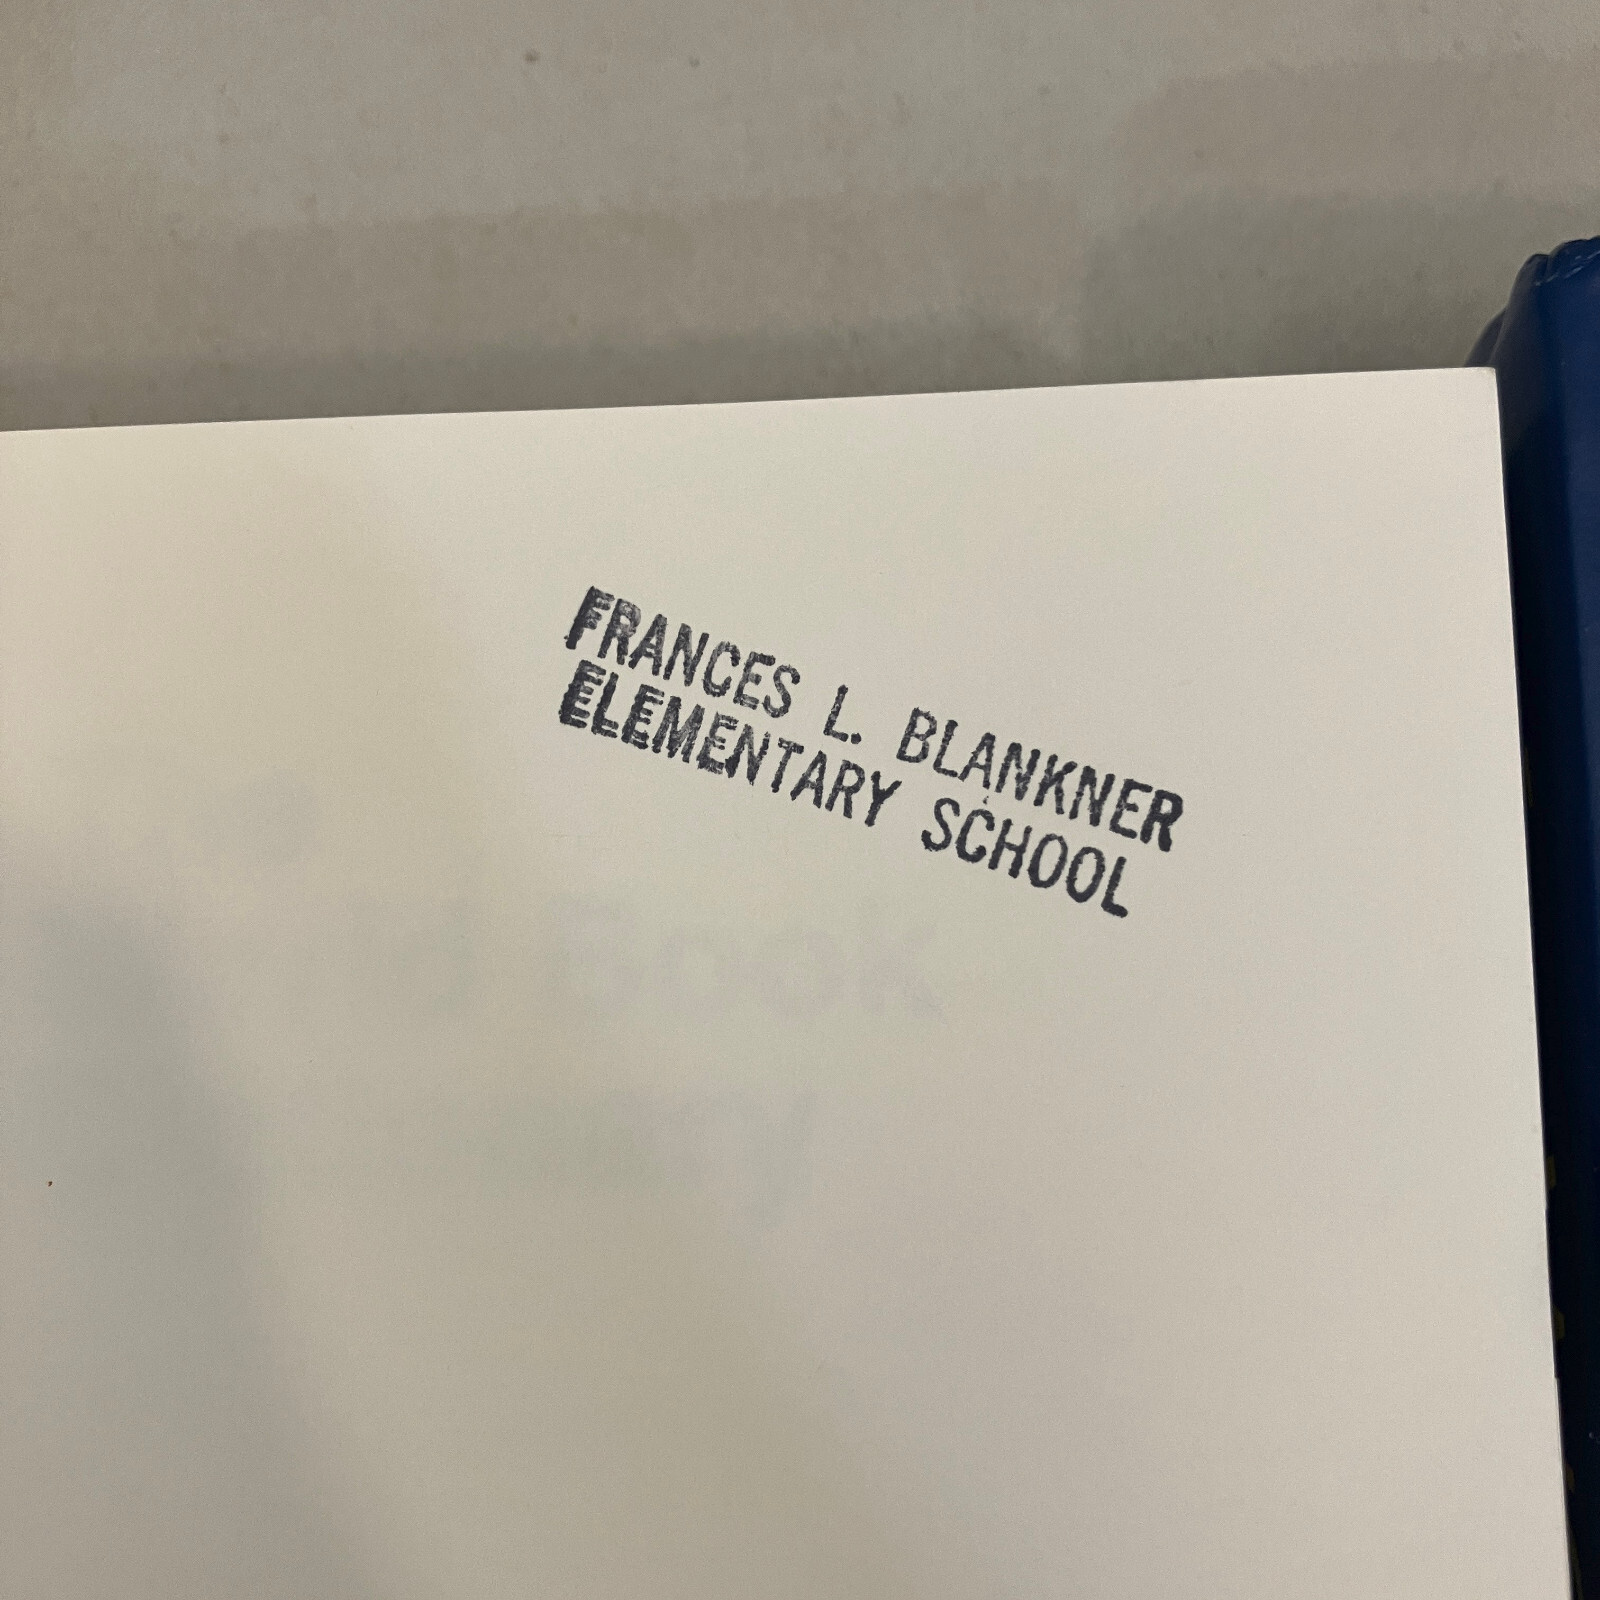 FRANCES L. BLANKNER
ELEMENTARY SCHOOL